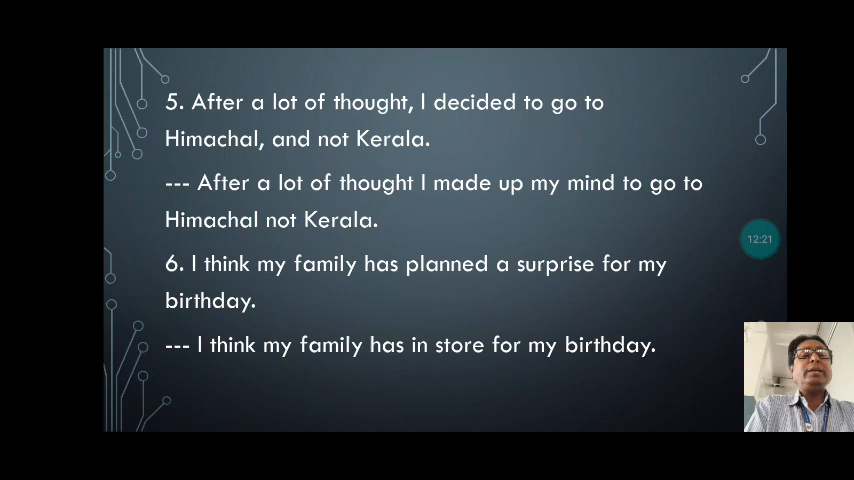 5. After a lot of thought, I decided to go to
Himachal, and not Kerala.
--- After a lot of thought I made up my mind to go to
Himachal not Kerala.
6. I think my family has planned a surprise for my
birthday.
--- I think my family has in store for my birthday.
12:21